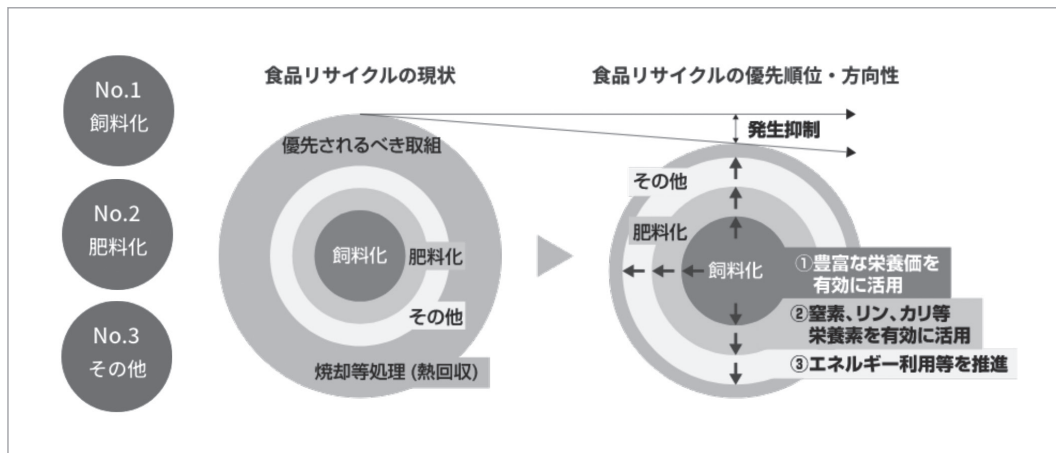 No.1
飼料化
No.2
肥料化
No.3
その他
食品リサイクルの現状
優先されるべき取組
飼料化
肥料化
その他
焼却等処理 (熱回収)
食品リサイクルの優先順位・方向性
発生抑制
その他
肥料化
飼料化
①豊富な栄養価を
有効に活用
②窒素、リン、カリ等
栄養素を有効に活用
③エネルギー利用等を推進